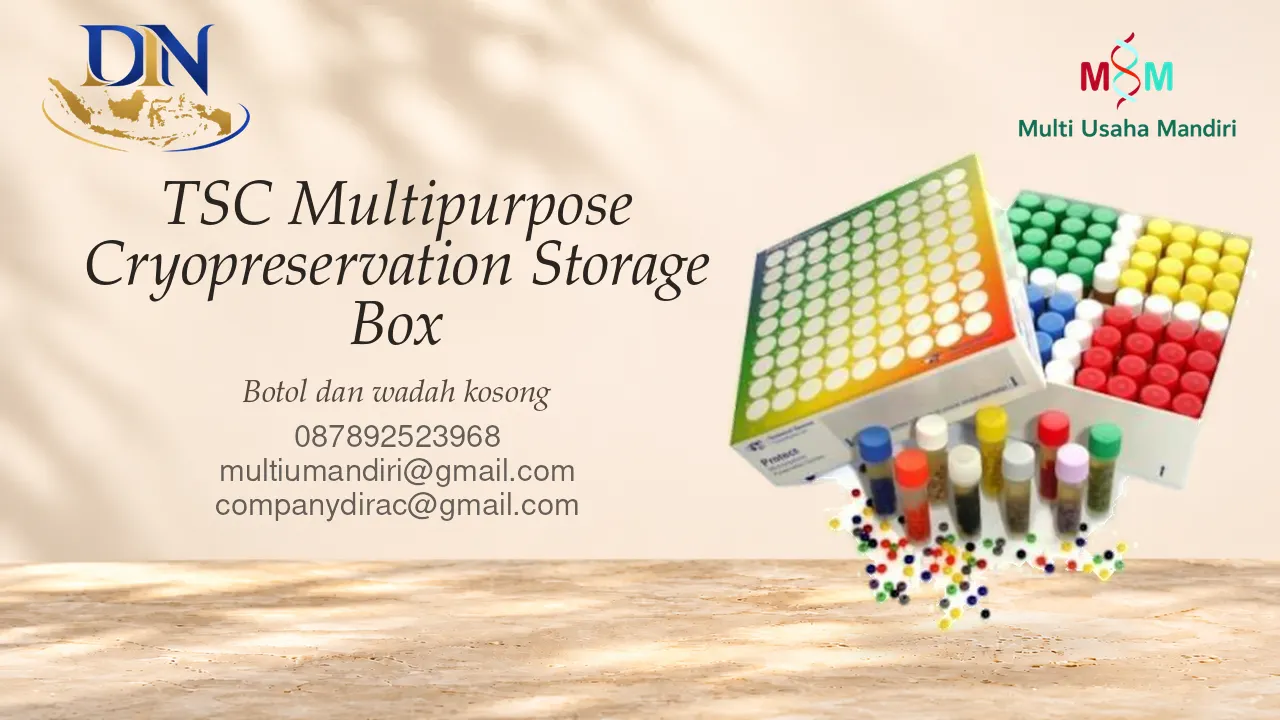 DIN
M M
Multi Usaha Mandiri
TSC Multipurpose
Cryopreservation Storage
Box
Botol dan wadah kosong
087892523968
multiumandiri@gmail.com
companydirac@gmail.com
Protect